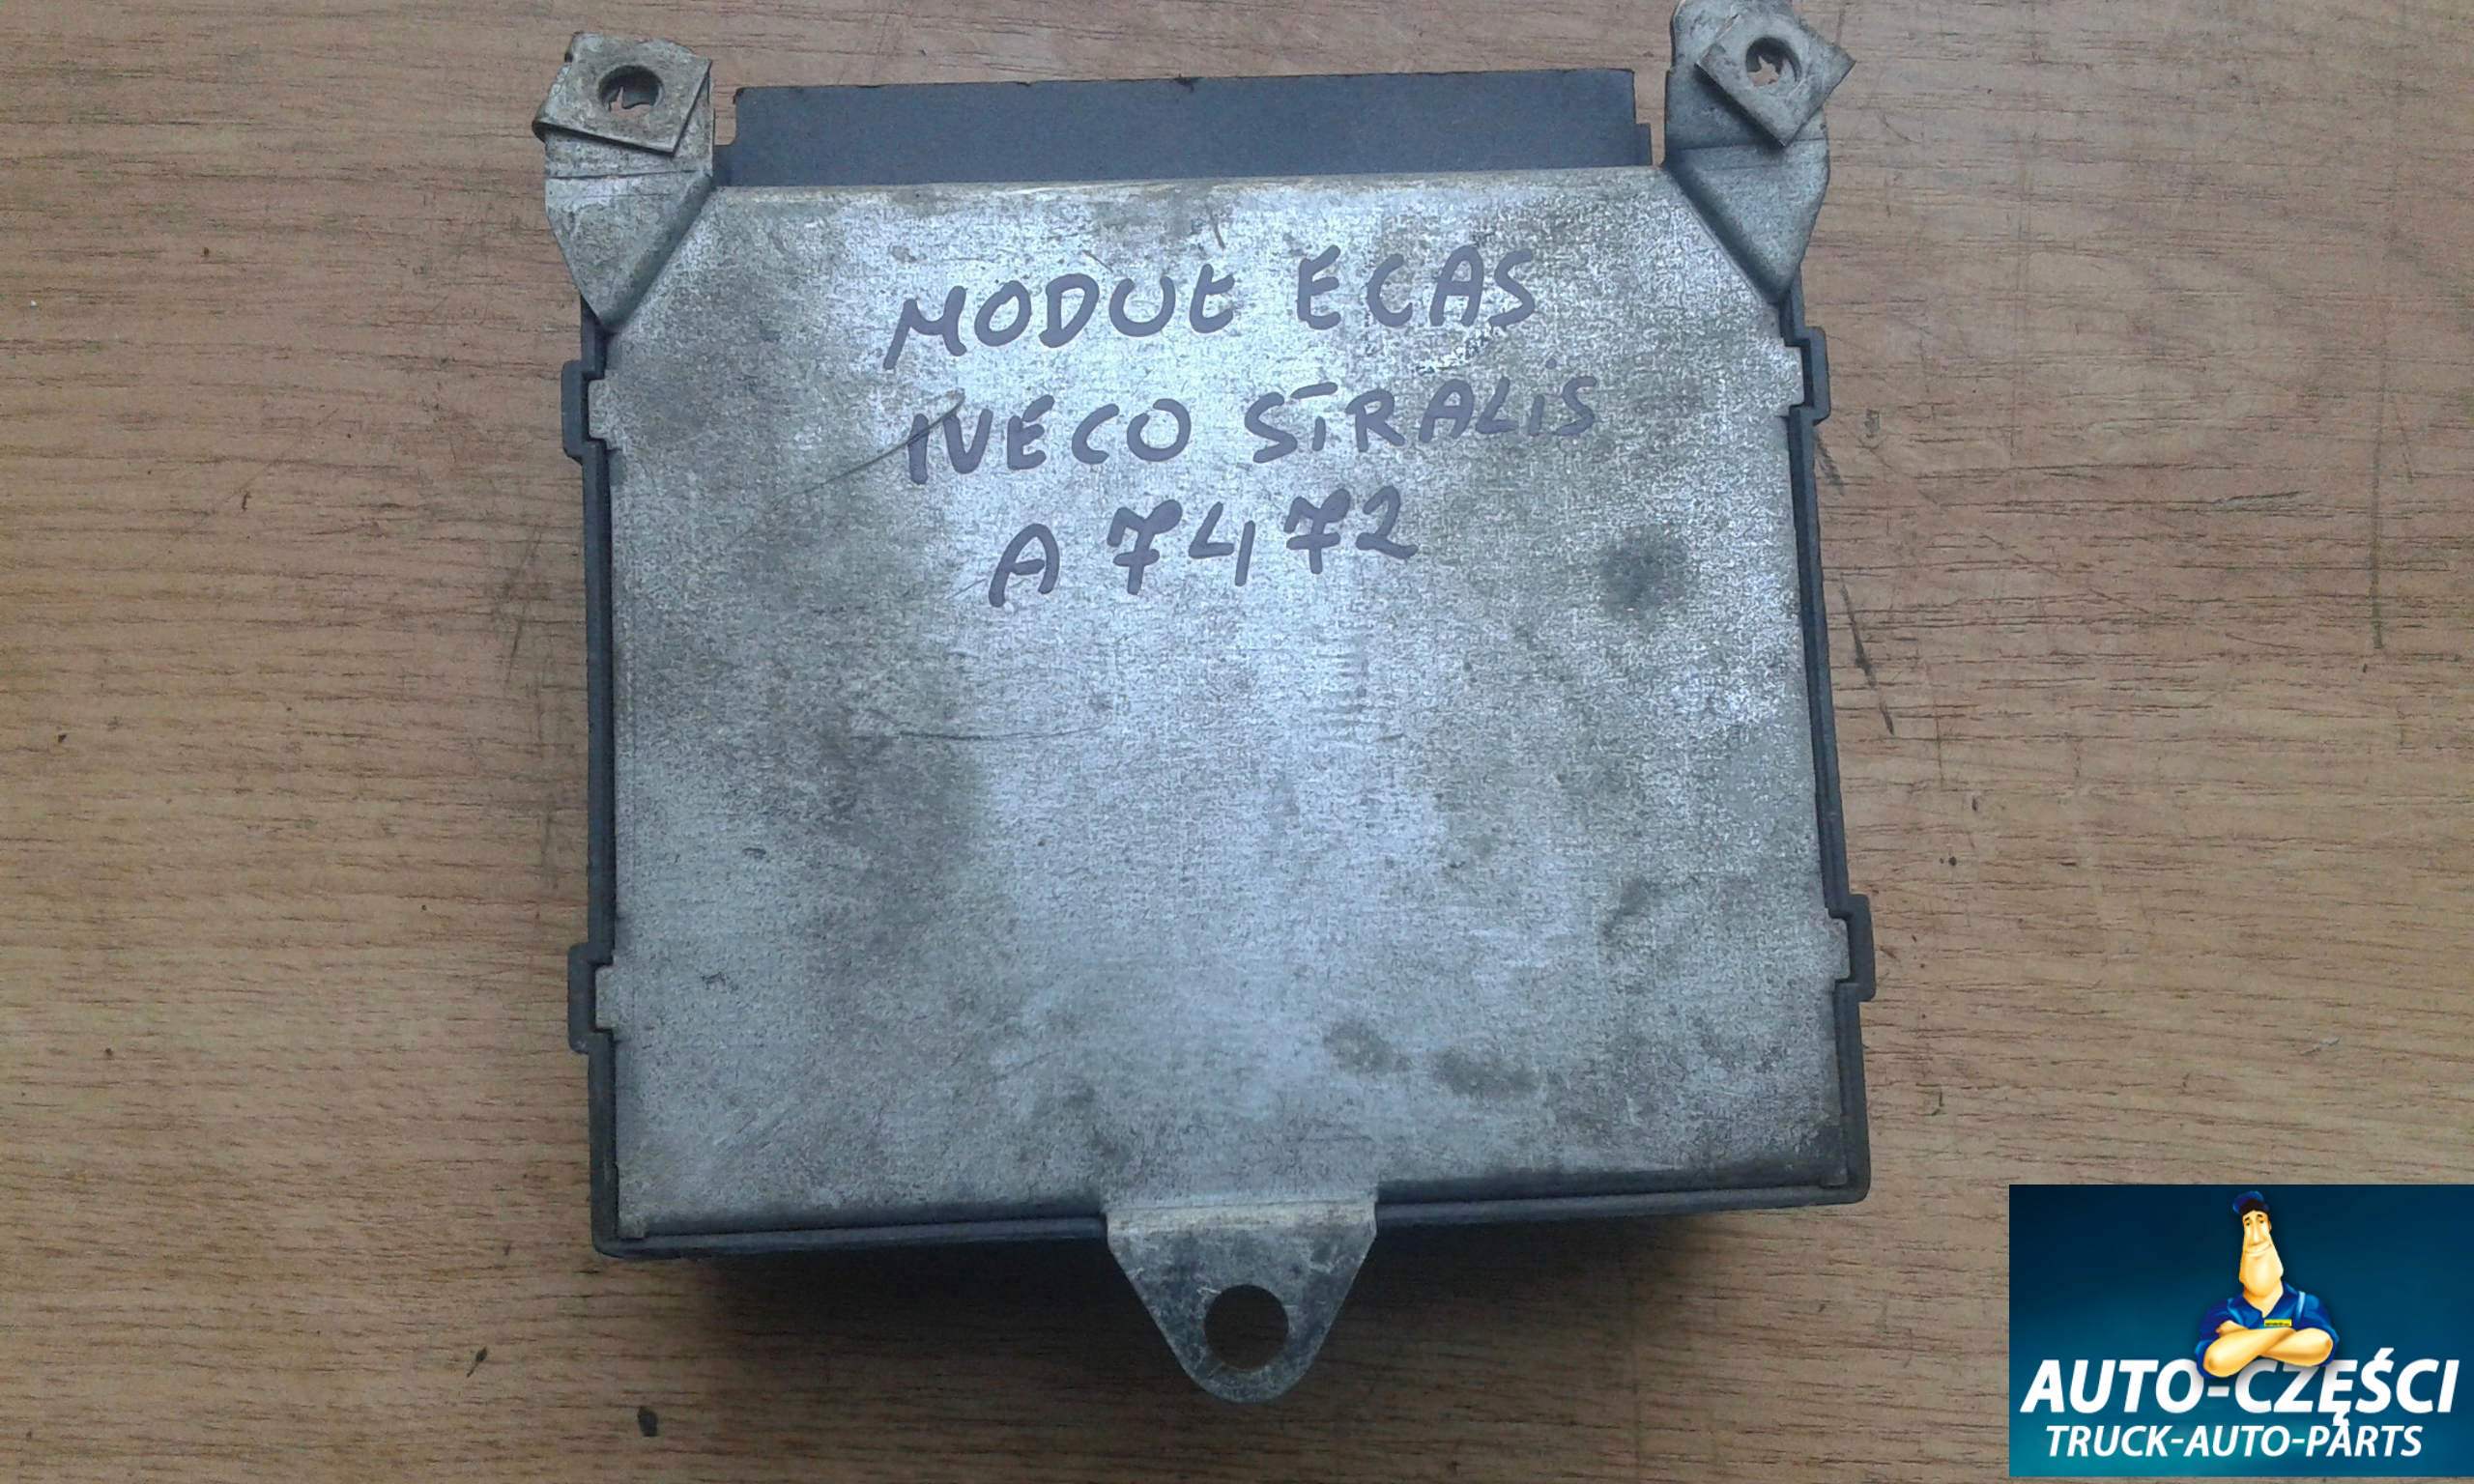 MODUŁ ECAS
IVECO STRALiS
A 7472
AUTO-CZĘŚCI
TRUCK-AUTO-PARTS